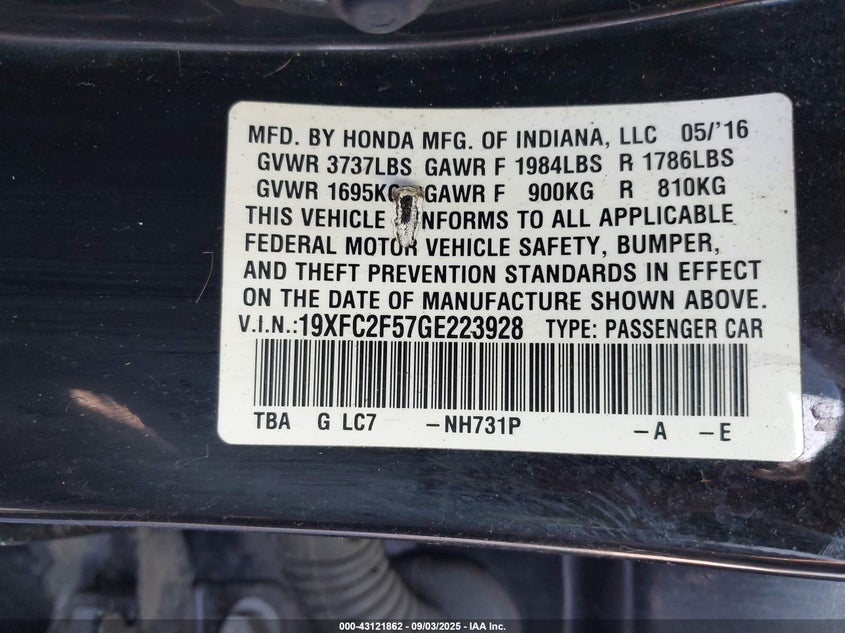 MFD. BY HONDA MFG. OF INDIANA, LLC 05/'16
GVWR 3737LBS GAWR F 1984LBS R 1786LBS
GVWR 1695KG GAWR F 900KG R 810KG
THIS VEHICLE NFORMS TO ALL APPLICABLE
FEDERAL MOTOR VEHICLE SAFETY, BUMPER,
AND THEFT PREVENTION STANDARDS IN EFFECT
ON THE DATE OF MANUFACTURE SHOWN ABOVE.
V.I.N.:19XFC2F57GE223928 TYPE: PASSENGER CAR
TBA G LC7 –NH731P –A –E
000-43121862 - 09/03/2025 - IAA Inc.